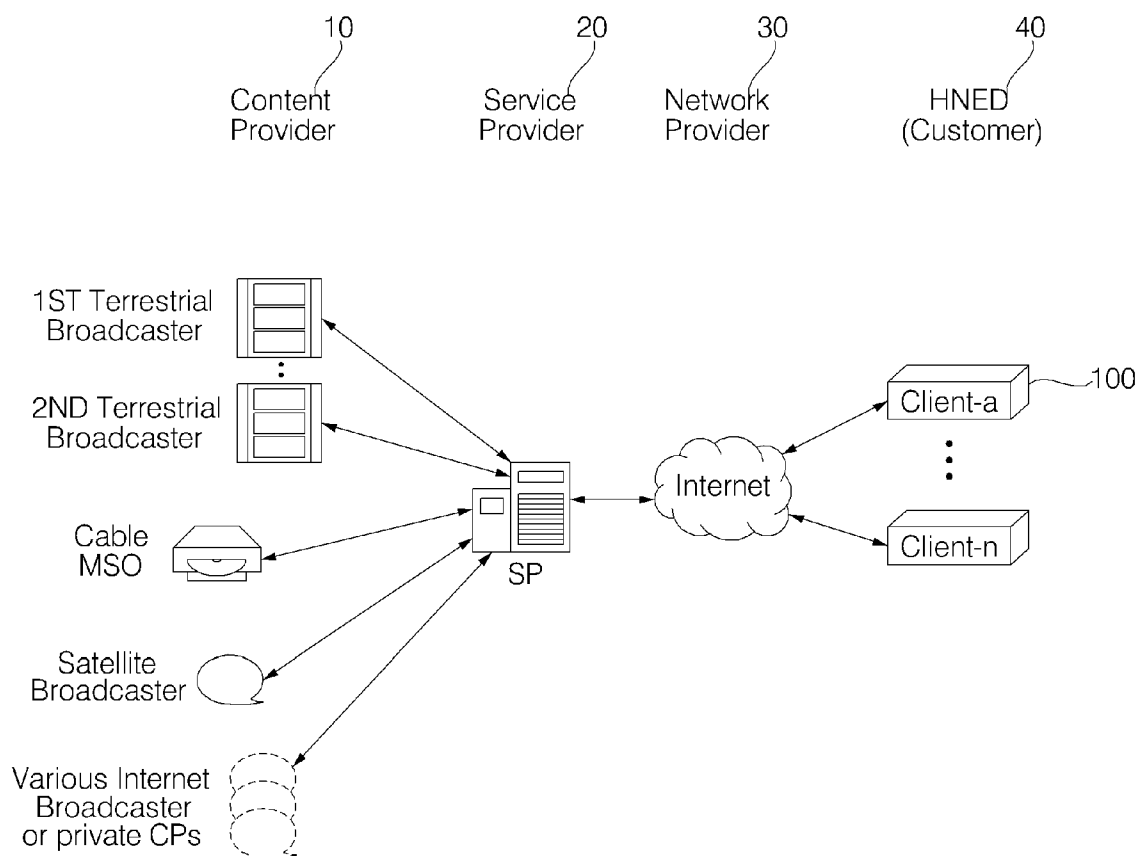 10
20
30
40
Content
Provider
Service
Provider
Network
Provider
HNED
(Customer)
1ST Terrestrial
Broadcaster
2ND Terrestrial
Broadcaster
Cable
MSO
Satellite
Broadcaster
Various Internet
Broadcaster
or private CPs
SP
Internet
Client-a
100
Client-n